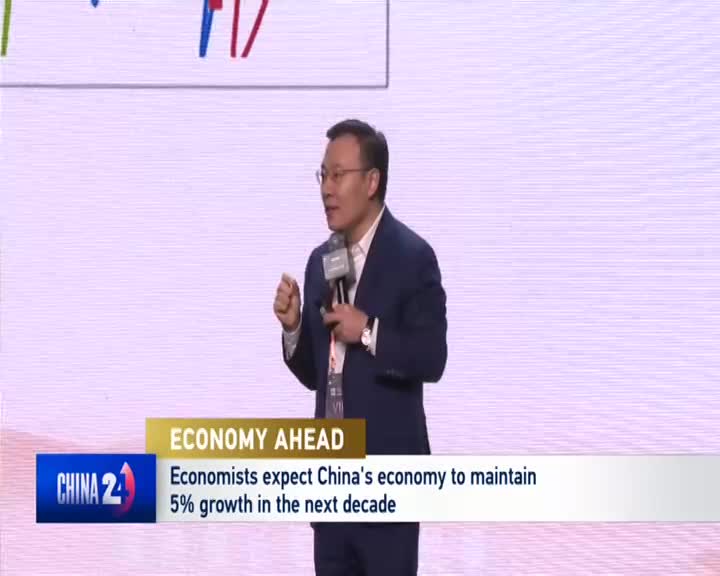 ECONOMY AHEAD
CHINA 24
Economists expect China's economy to maintain
5% growth in the next decade